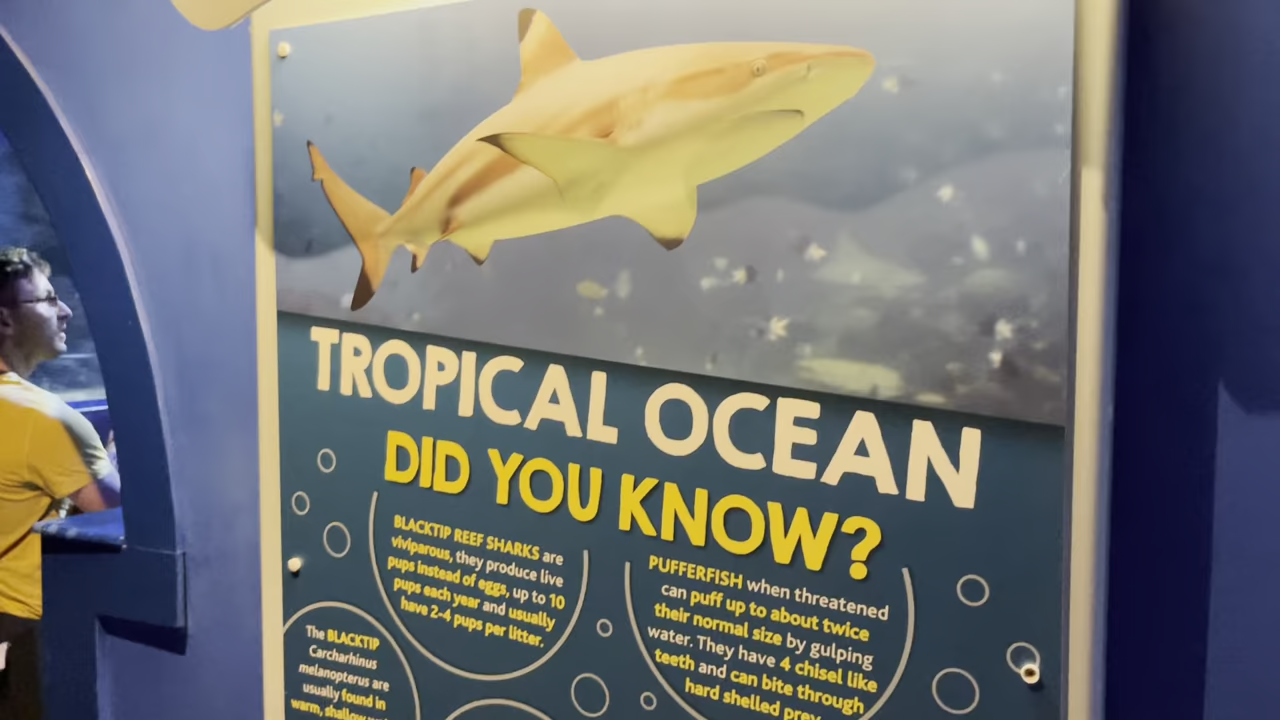 TROPICAL OCEAN
DID YOU KNOW?
BLACKTIP REEF SHARKS are
viviparous, they produce live
pups instead of eggs, up to 10
pups each year and usually
have 2-4 pups per litter.
PUFFERFISH when threatened
can puff up to about twice
their normal size by gulping
water. They have 4 chisel like
teeth and can bite through
hard shelled prey
The BLACKTIP
Carcharhinus
melanopterus are
usually found in
warm, shallow